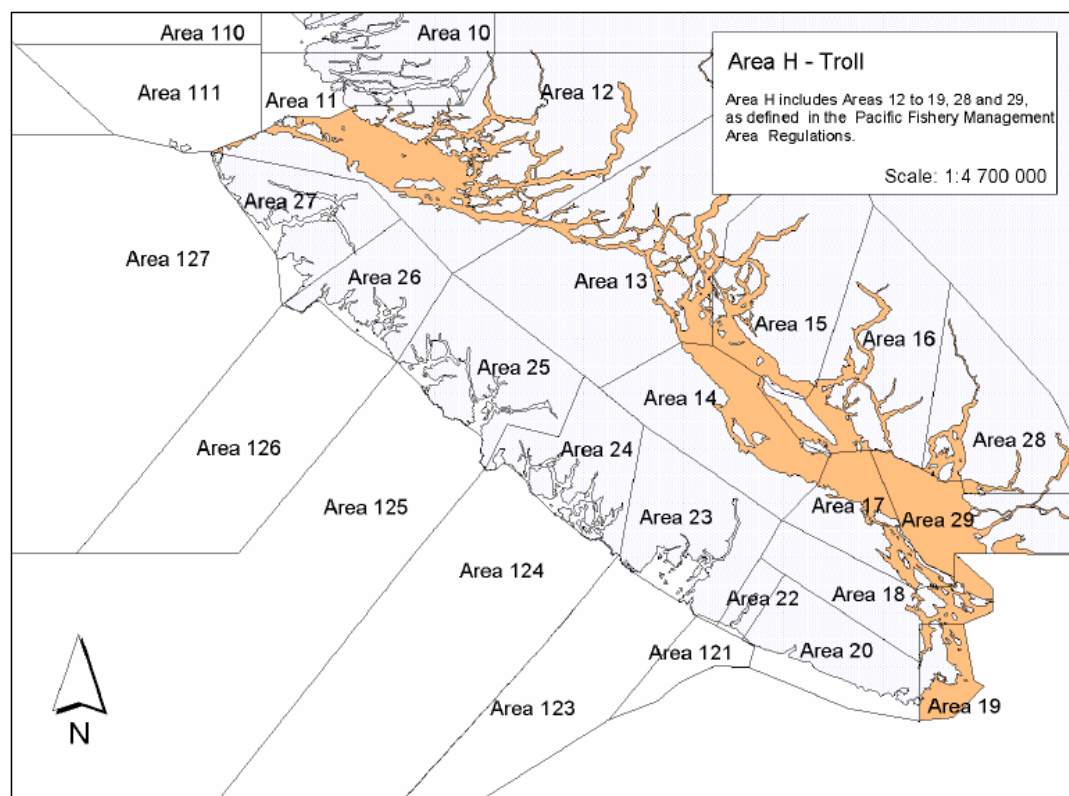 Area 110
Area 10
Area H - Troll
Area 111
Area 11
Area 12
Area H includes Areas 12 to 19, 28 and 29,
as defined in the Pacific Fishery Management
Area Regulations.
Scale: 1:4 700 000
Area 27
Area 127
Area 26
Area 13
Area 15
Area 16
Area 25
Area 14
Area 126
Area 24
Area 28
Area 125
Area 23
Area 17
Area 29
Area 124
Area 22
Area 18
Area 121
Area 20
Area 123
Area 19
N